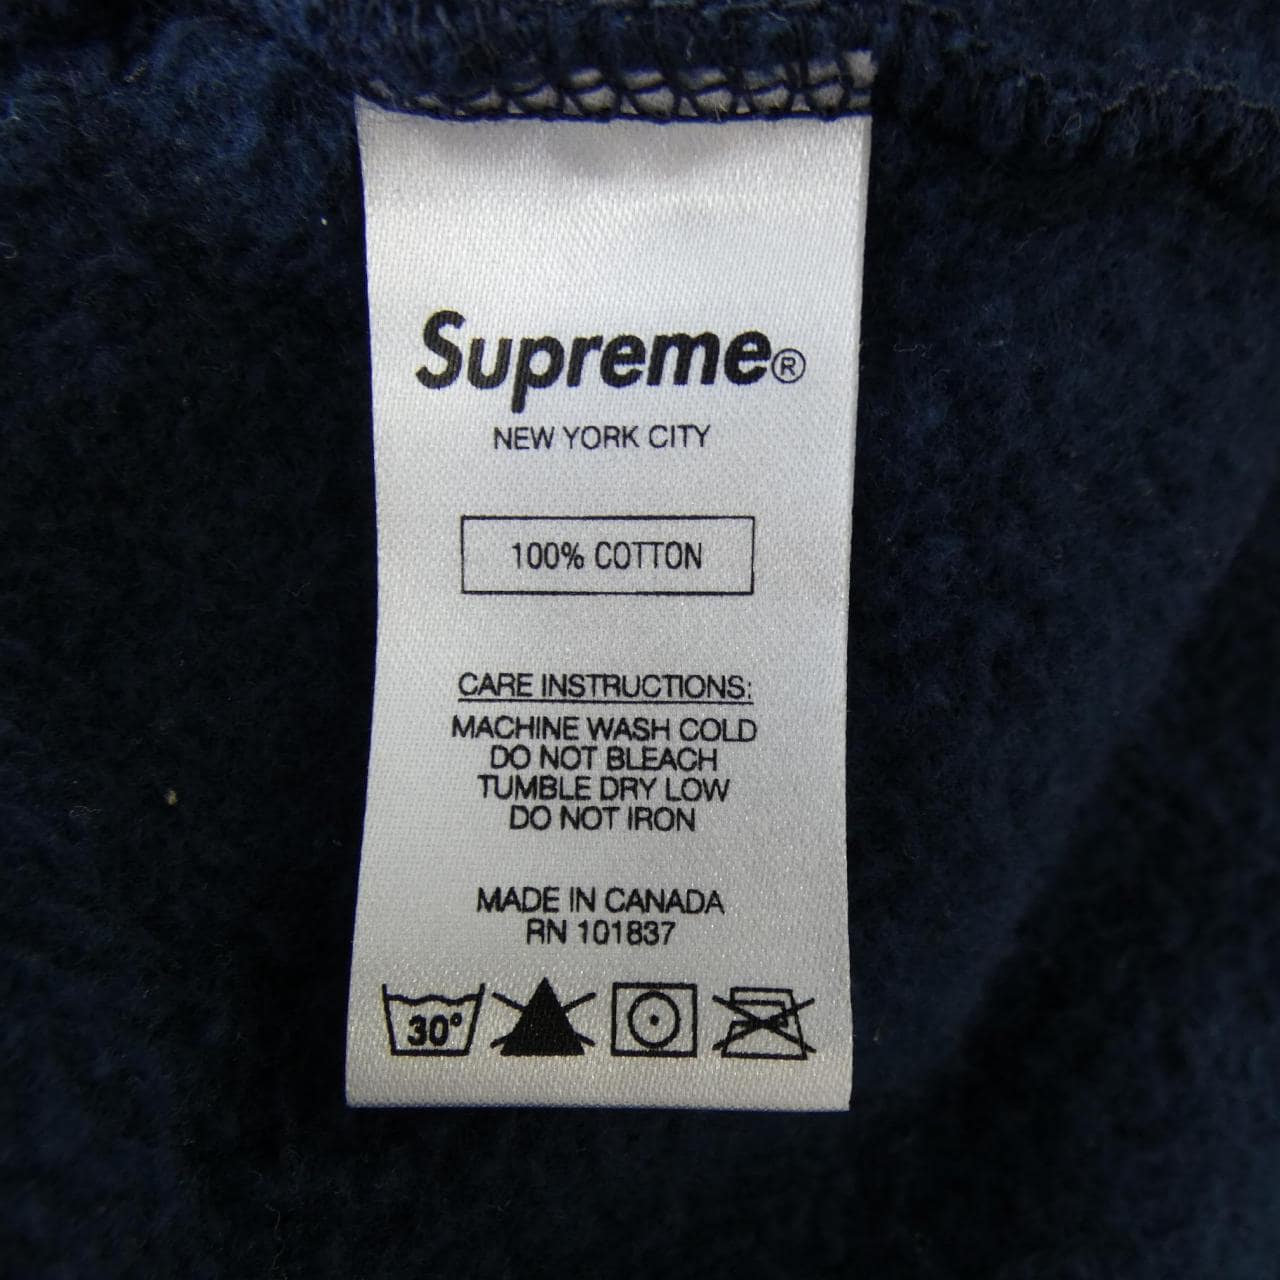 Supreme®
NEW YORK CITY
100% COTTON
CARE INSTRUCTIONS:
MACHINE WASH COLD
DO NOT BLEACH
TUMBLE DRY LOW
DO NOT IRON
MADE IN CANADA
RN 101837
30°